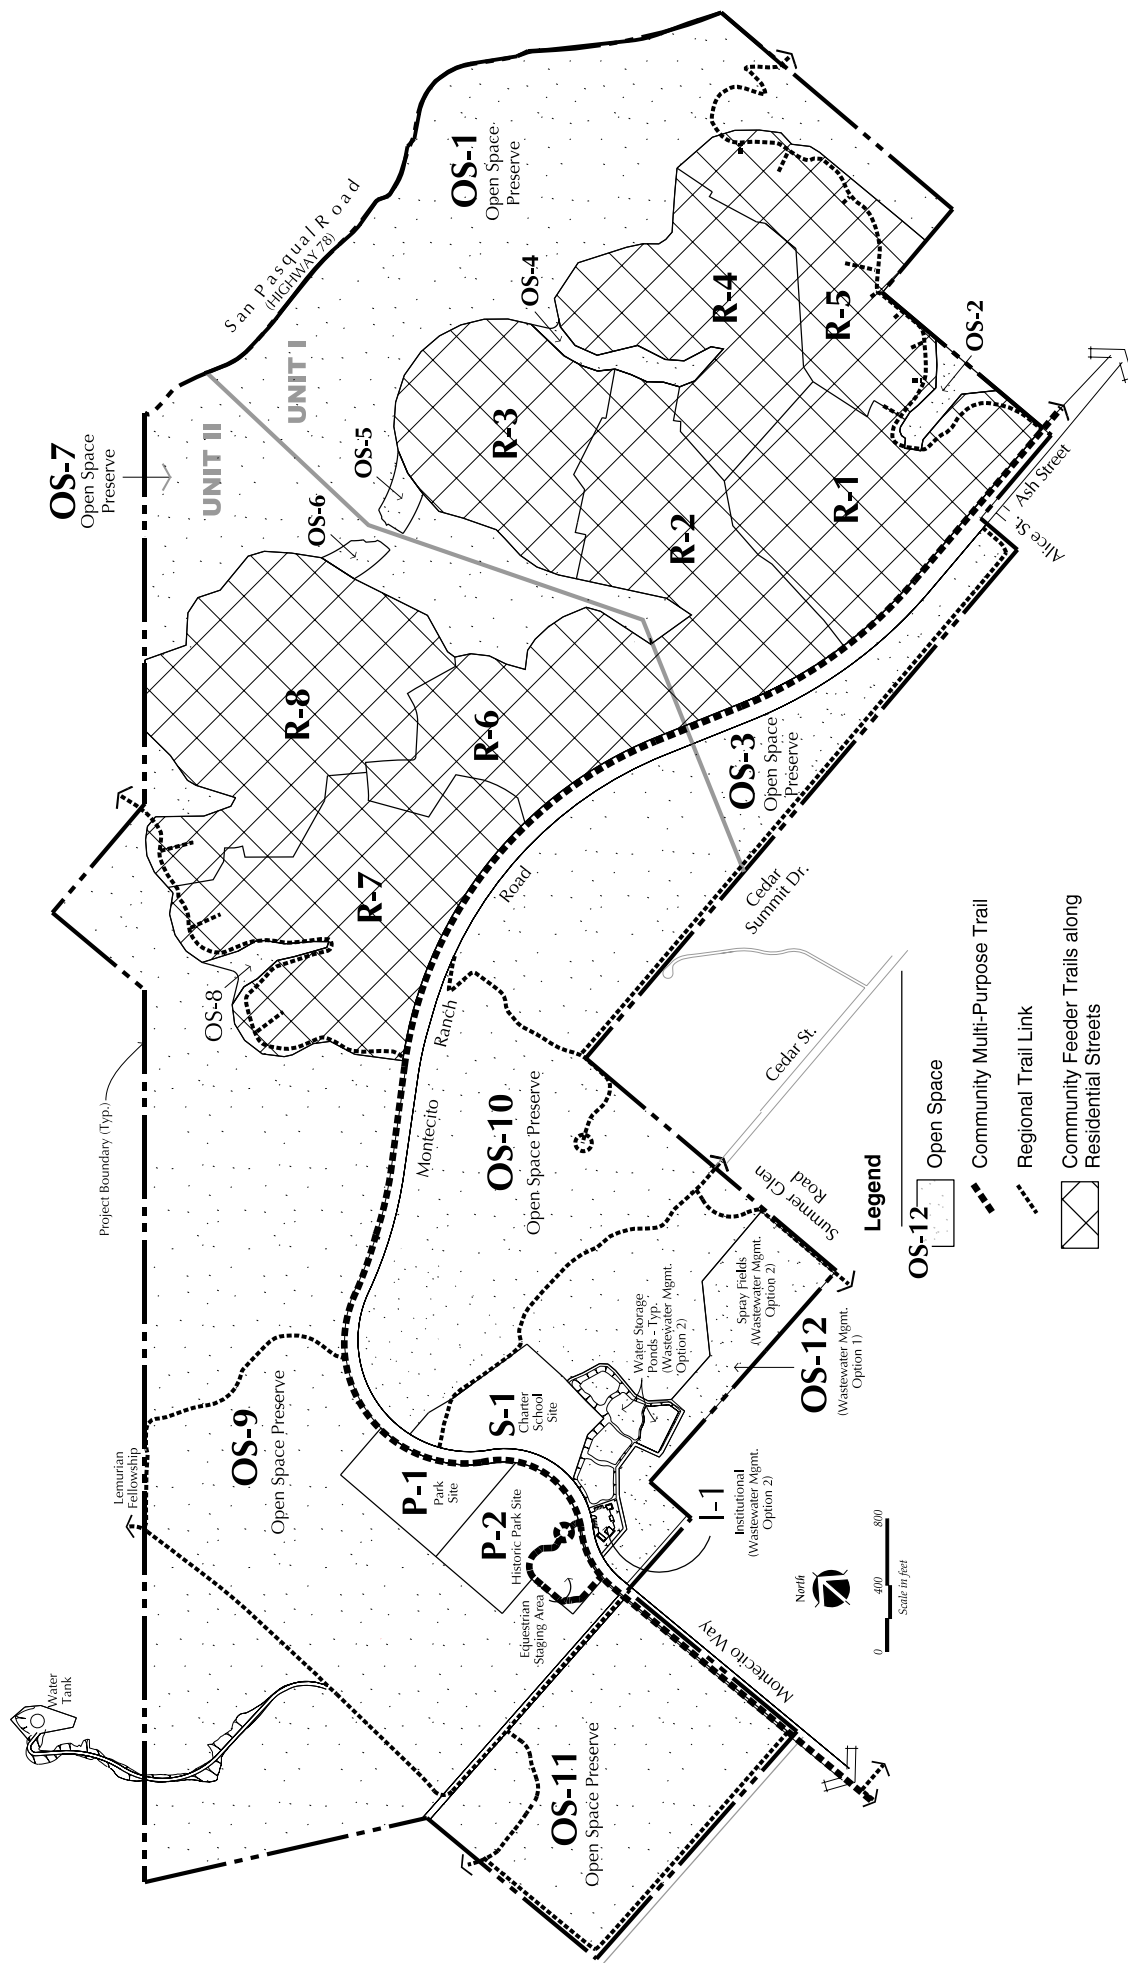 San Pasqual Road
(HIGHWAY 78)
OS-1
Open Space
Preserve
OS-7
Open Space
Preserve
UNIT II
UNIT I
OS-4
OS-5
OS-6
R-3
R-4
R-5
OS-2
R-2
R-1
R-8
R-6
R-7
OS-8
OS-3
Open Space
Preserve
Ash Street
Alice St.
Cedar
Summit Dr.
Cedar St.
Summer Glen
Road
Montecito
Ranch
Road
Project Boundary (Typ.)
OS-10
Open Space Preserve
OS-9
Open Space Preserve
Lemurian
Fellowship
Water
Tank
S-1
Charter
School
Site
P-1
Park
Site
P-2
Historic Park Site
Equestrian
Staging Area
Water Storage
Ponds - Typ.
(Wastewater Mgmt.
Option 2)
Spray Fields
(Wastewater Mgmt.
Option 2)
OS-12
(Wastewater Mgmt.
Option 1)
I-1
Institutional
(Wastewater Mgmt.
Option 2)
Montecito Way
OS-11
Open Space Preserve
North
0
400
800
Scale in feet
Legend
OS-12
Open Space
Community Multi-Purpose Trail
Regional Trail Link
Community Feeder Trails along
Residential Streets